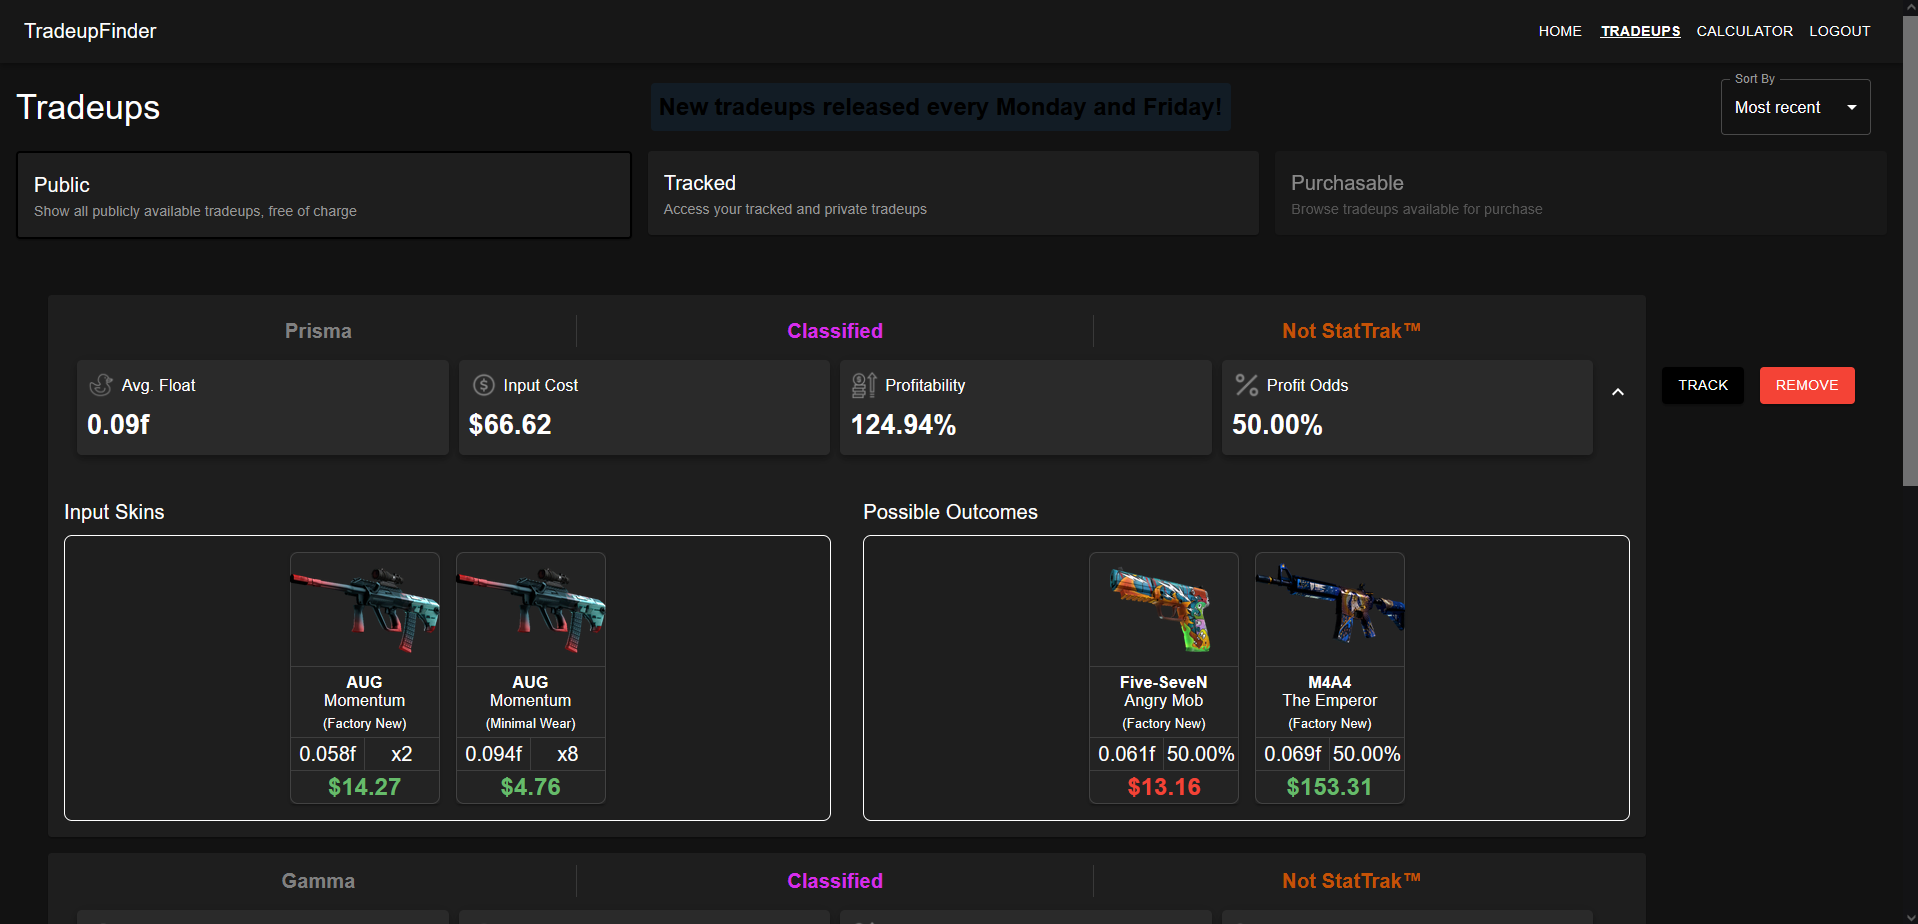 TradeupFinder
HOME TRADEUPS CALCULATOR LOGOUT
Tradeups
New tradeups released every Monday and Friday!
Sort By
Most recent
Public
Show all publicly available tradeups, free of charge
Tracked
Access your tracked and private tradeups
Purchasable
Browse tradeups available for purchase
Prisma
Classified
Not StatTrak™
Avg. Float
0.09f
Input Cost
$66.62
Profitability
124.94%
Profit Odds
50.00%
TRACK
REMOVE
Input Skins
AUG
Momentum
(Factory New)
0.058f x2
$14.27
AUG
Momentum
(Minimal Wear)
0.094f x8
$4.76
Possible Outcomes
Five-SeveN
Angry Mob
(Factory New)
0.061f 50.00%
$13.16
M4A4
The Emperor
(Factory New)
0.069f 50.00%
$153.31
Gamma
Classified
Not StatTrak™